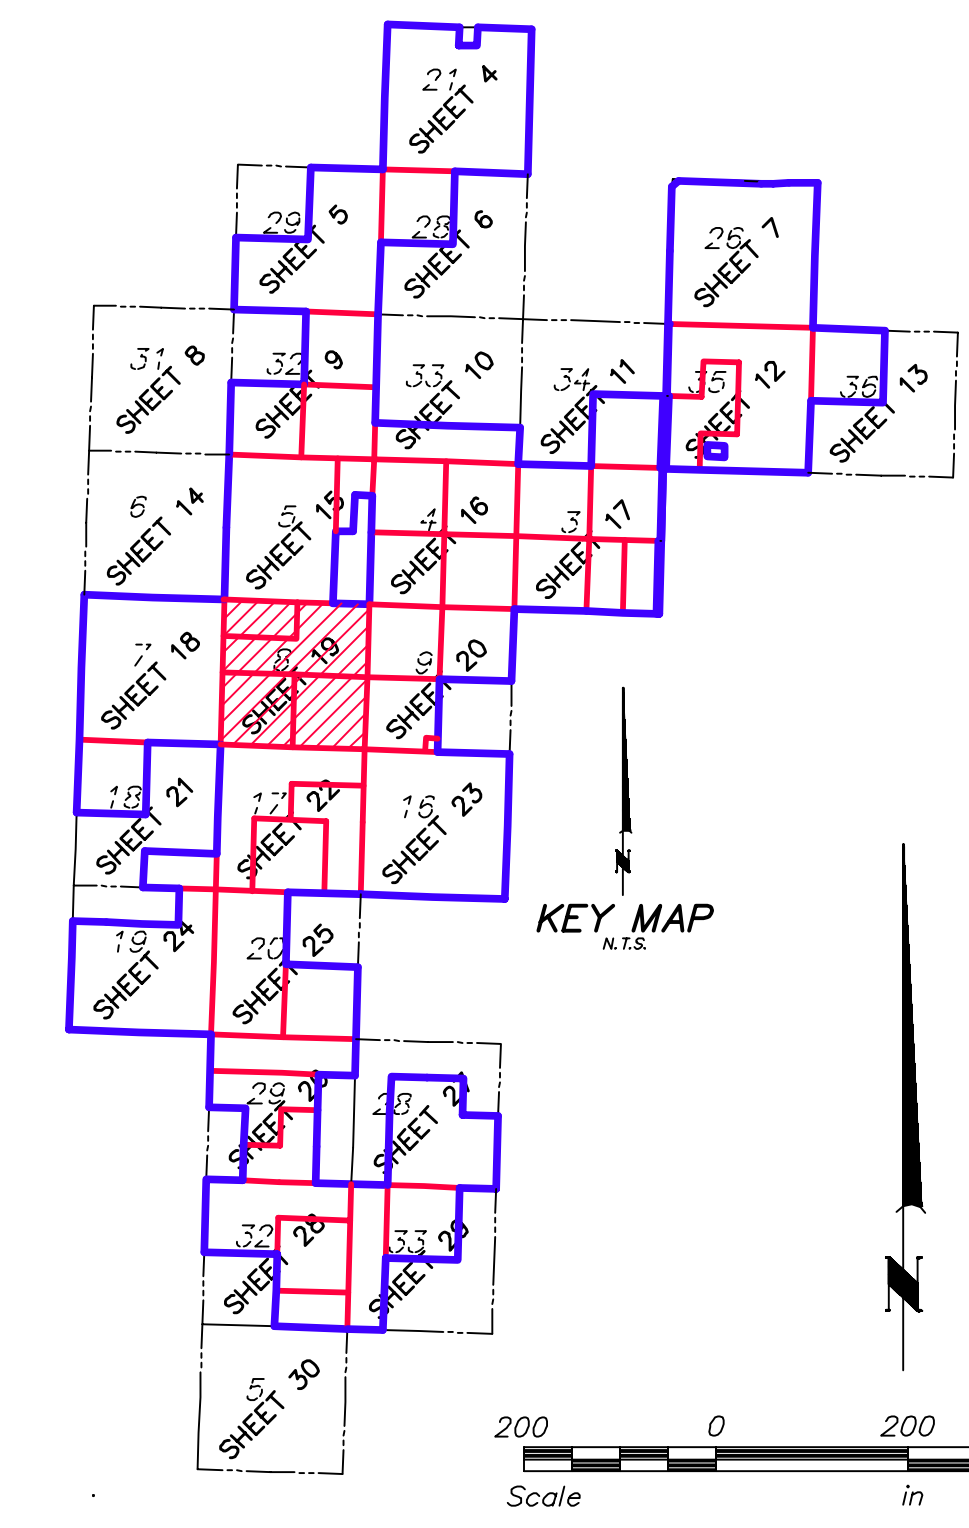 21
SHEET 4
29
SHEET 5
28
SHEET 6
26
SHEET 7
31
SHEET 8
32
SHEET 9
33
SHEET 10
34
SHEET 11
35
SHEET 12
36
SHEET 13
6
SHEET 14
5
SHEET 15
4
SHEET 16
3
SHEET 17
7
SHEET 18
8
SHEET 19
9
SHEET 20
18
SHEET 21
17
SHEET 22
16
SHEET 23
19
SHEET 24
20
SHEET 25
29
SHEET 26
28
SHEET 27
32
SHEET 28
33
SHEET 29
5
SHEET 30
N
KEY MAP
N.T.S.
N
200 0 200
Scale in